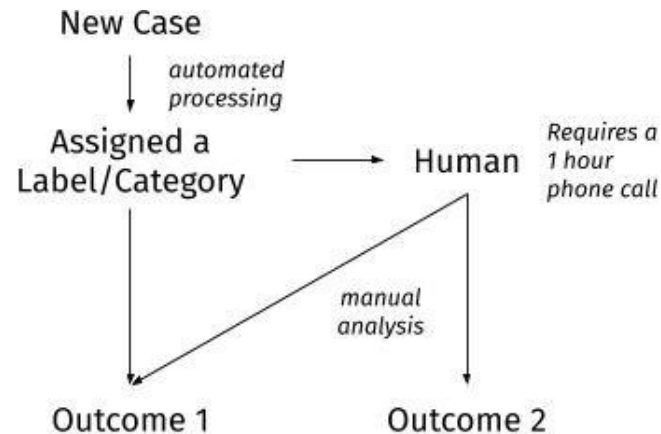 New Case
automated
processing
Assigned a
Label/Category
Human
Requires a
1 hour
phone call
manual
analysis
Outcome 1
Outcome 2